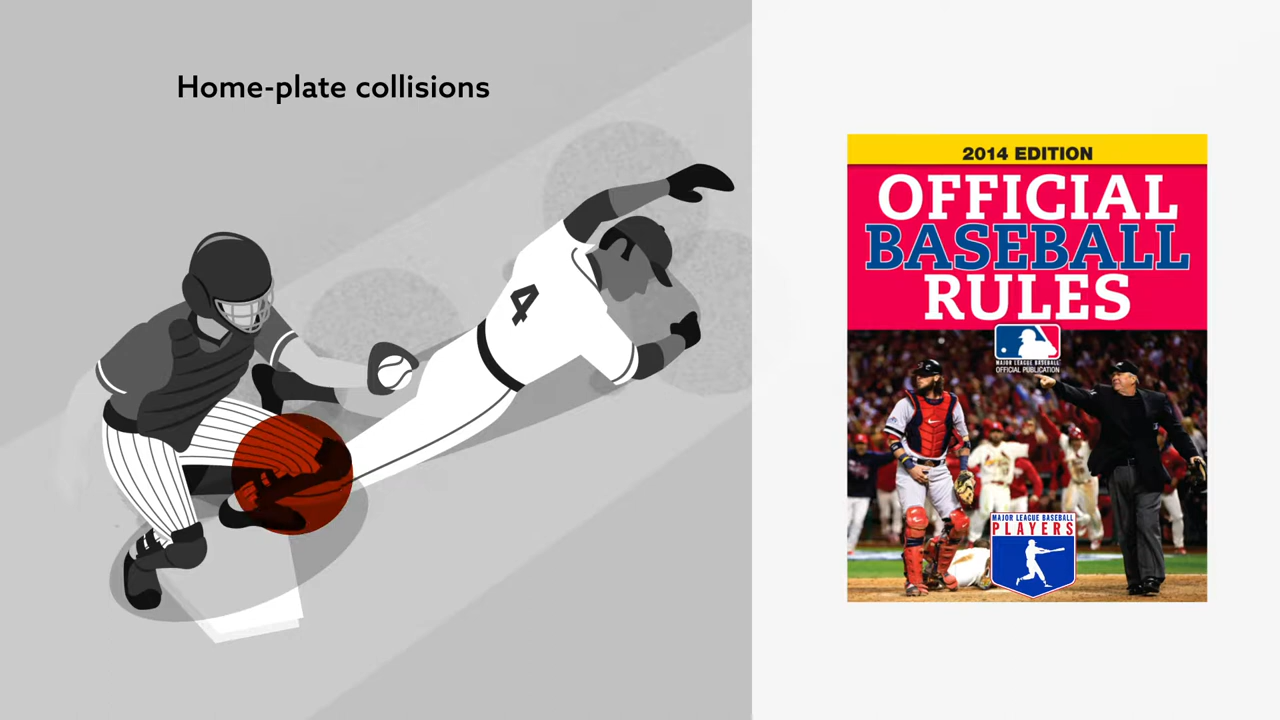 Home-plate collisions
4
2014 EDITION
OFFICIAL
BASEBALL
RULES
MAJOR LEAGUE BASEBALL
OFFICIAL PUBLICATION
MAJOR LEAGUE BASEBALL
PLAYERS